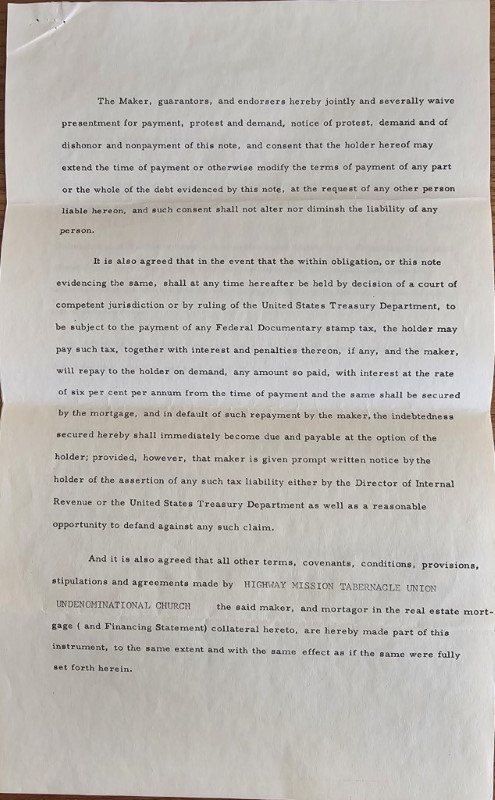 The Maker, guarantors, and endorsers hereby jointly and severally waive
presentment for payment, protest and demand, notice of protest, demand and of
dishonor and nonpayment of this note, and consent that the holder hereof may
extend the time of payment or otherwise modify the terms of payment of any part
or the whole of the debt evidenced by this note, at the request of any other person
liable hereon, and such consent shall not alter nor diminsh the liability of any
person.
It is also agreed that in the event that the within obligation, or this note
evidencing the same, shall at any time hereafter be held by decision of a court of
competent jurisdiction or by ruling of the United States Treasury Department, to
be subject to the payment of any Federal Documentary stamp tax, the holder may
pay such tax, together with interest and penalties thereon, if any, and the maker,
will repay to the holder on demand, any amount so paid, with interest at the rate
of six per cent per annum from the time of payment and the same shall be secured
by the mortgage, and in default of such repayment by the maker, the indebtedness
secured hereby shall immediately become due and payable at the option of the
holder; provided, however, that maker is given prompt written notice by the
holder of the assertion of any such tax liability either by the Director of Internal
Revenue or the United States Treasury Department as well as a reasonable
opportunity to defand against any such claim.
And it is also agreed that all other terms, covenants, conditions, provisions,
stipulations and agreements made by HIGHWAY MISSION TABERNACLE UNION
UNDENOMINATIONAL CHURCH the said maker, and mortagor in the real estate mort-
gage ( and Financing Statement) collateral hereto, are hereby made part of this
instrument, to the same extent and with the same effect as if the same were fully
set forth herein.